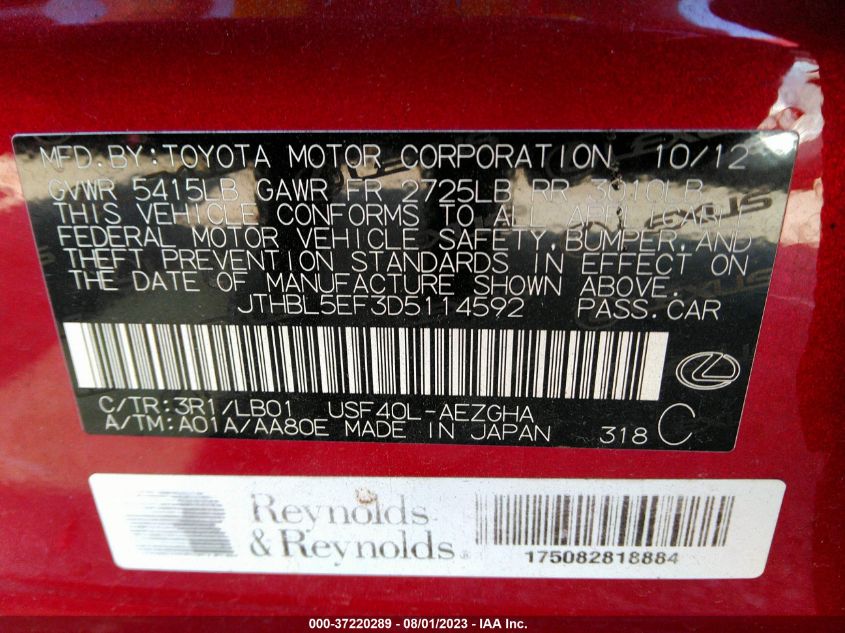 MFD.BY:TOYOTA MOTOR CORPORATION 10/12
GVWR 5415LB GAWR FR 2725LB RR 3010LB
THIS VEHICLE CONFORMS TO ALL APPLICABLE
FEDERAL MOTOR VEHICLE SAFETY,BUMPER,AND
THEFT PREVENTION STANDARDS IN EFFECT ON
THE DATE OF MANUFACTURE SHOWN ABOVE.
JTHBL5EF3D5114592 PASS.CAR
C/TR:3R1/LB01 USF40L-AEZGHA
A/TM:A01A/AA80E MADE IN JAPAN 318 C
Reynolds
& Reynolds
175082818884
000-37220289 - 08/01/2023 - IAA Inc.